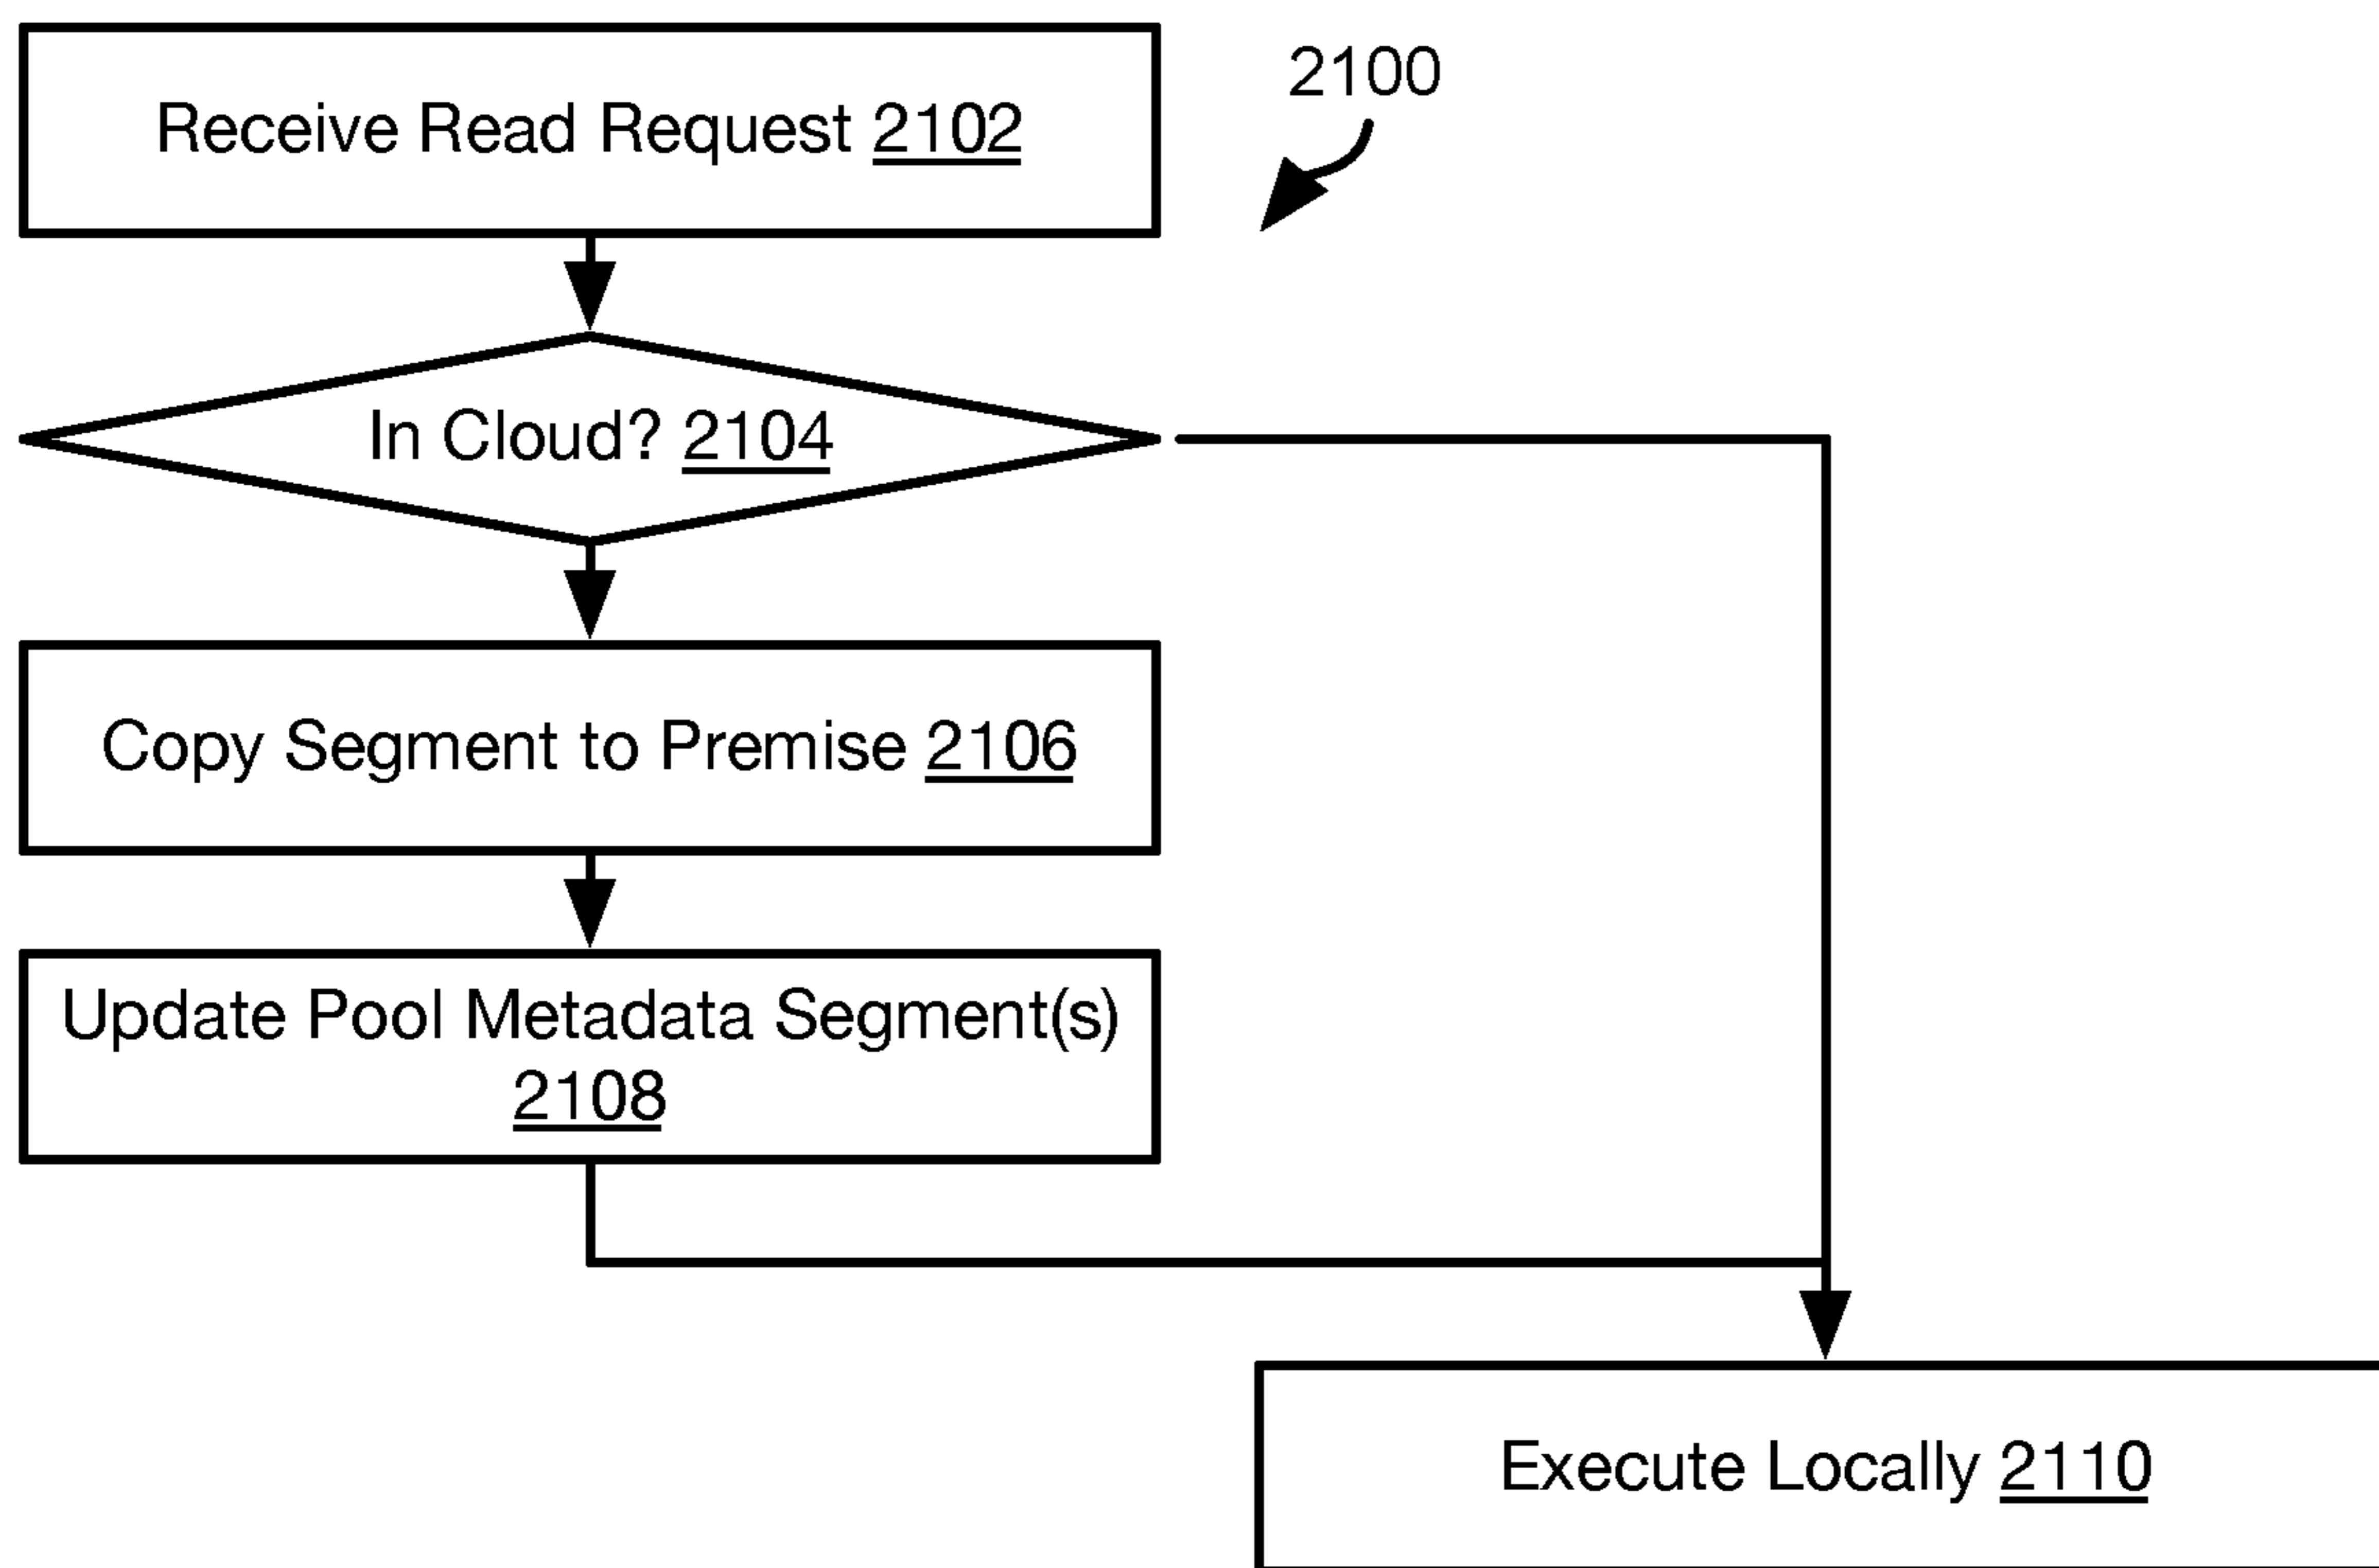 Receive Read Request 2102
2100
In Cloud? 2104
Copy Segment to Premise 2106
Update Pool Metadata Segment(s)
2108
Execute Locally 2110